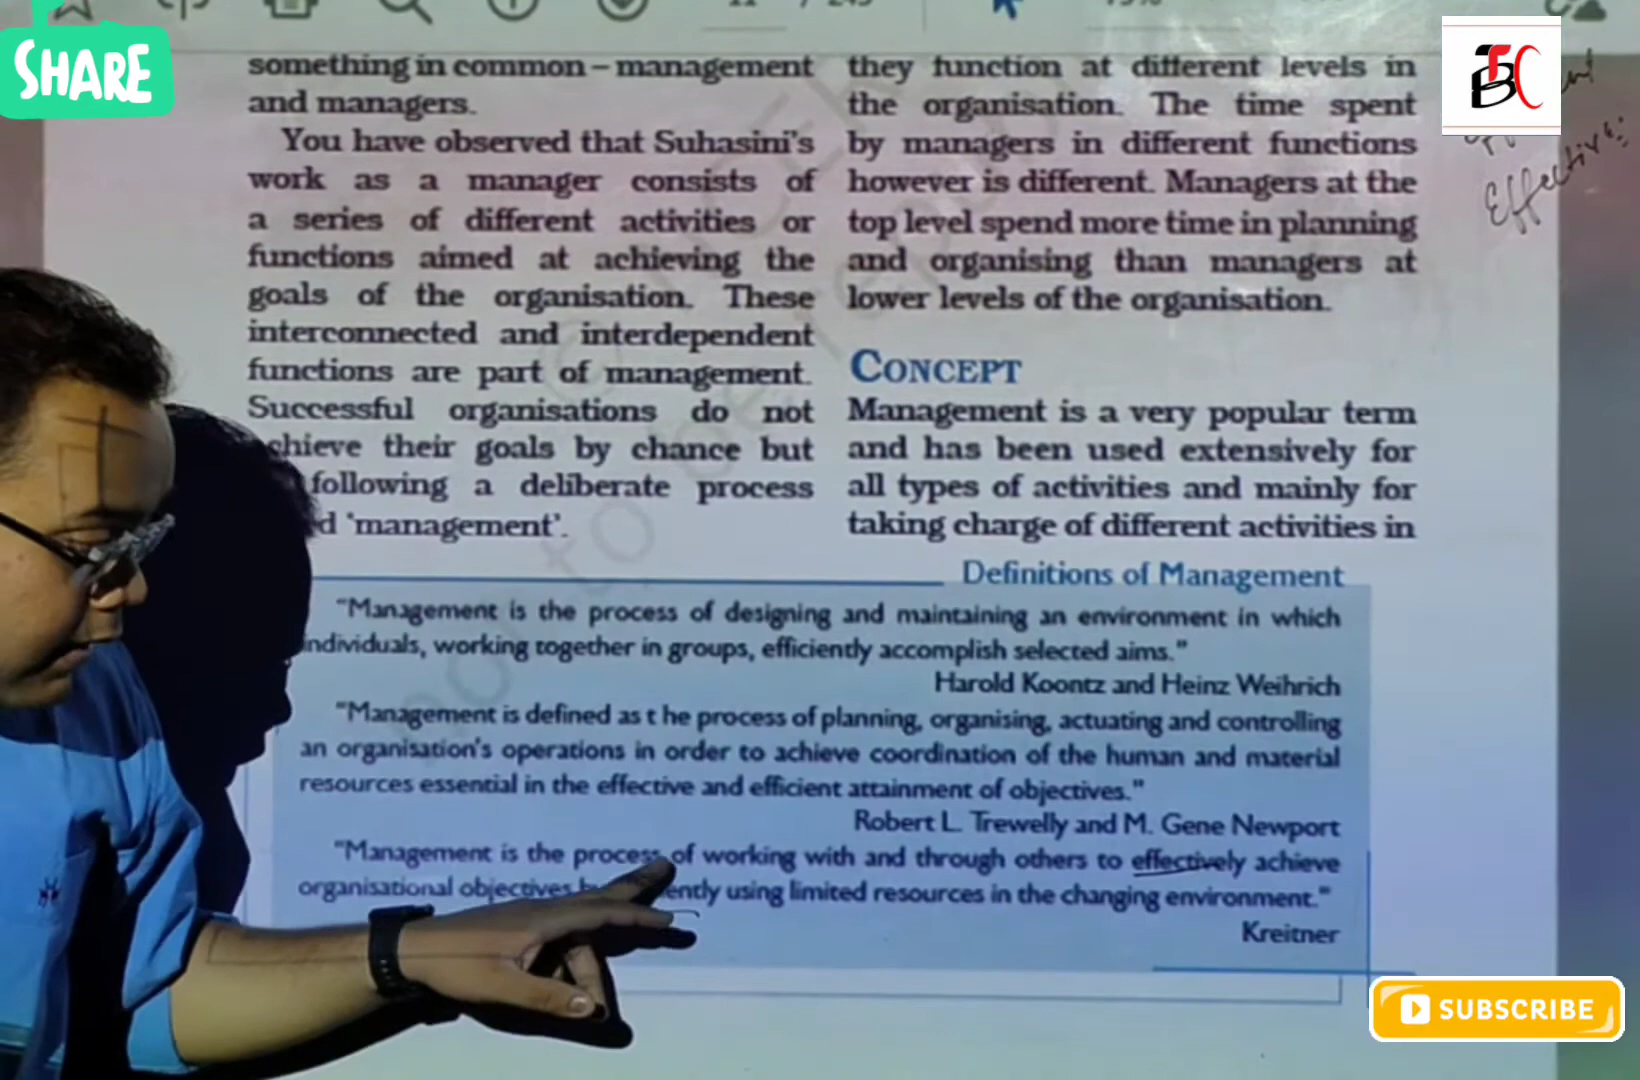 SHARE
something in common – management
and managers.
You have observed that Suhasini's
work as a manager consists of
a series of different activities or
functions aimed at achieving the
goals of the organisation. These
interconnected and interdependent
functions are part of management.
Successful organisations do not
chieve their goals by chance but
following a deliberate process
d 'management'.
they function at different levels in
the organisation. The time spent
by managers in different functions
however is different. Managers at the
top level spend more time in planning
and organising than managers at
lower levels of the organisation.
CONCEPT
Management is a very popular term
and has been used extensively for
all types of activities and mainly for
taking charge of different activities in
Definitions of Management
"Management is the process of designing and maintaining an environment in which
individuals, working together in groups, efficiently accomplish selected aims."
Harold Koontz and Heinz Weihrich
"Management is defined as t he process of planning, organising, actuating and controlling
an organisation's operations in order to achieve coordination of the human and material
resources essential in the effective and efficient attainment of objectives."
Robert L. Trewelly and M. Gene Newport
"Management is the process of working with and through others to effectively achieve
organisational objectives ently using limited resources in the changing environment."
Kreitner
not to be re
TBC
Effective
SUBSCRIBE